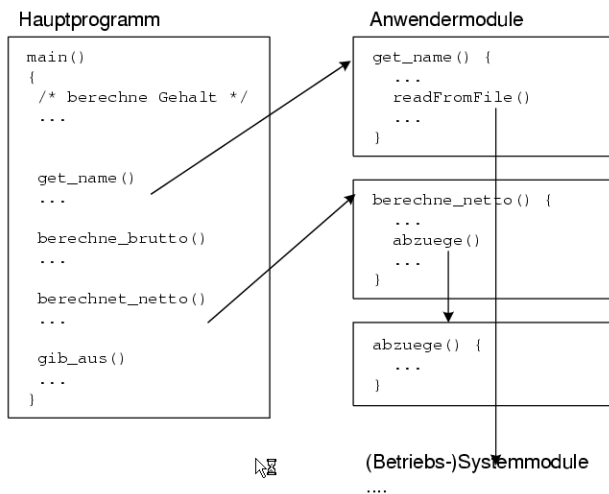 Hauptprogramm
main()
{
/* berechne Gehalt */
...
get_name()
...
berechne_brutto()
...
berechnet_netto()
...
gib_aus()
...
}
Anwendermodule
get_name() {
...
readFromFile()
...
}
berechne_netto() {
...
abzuege()
...
}
abzuege() {
...
}
(Betriebs-)Systemmodule
....